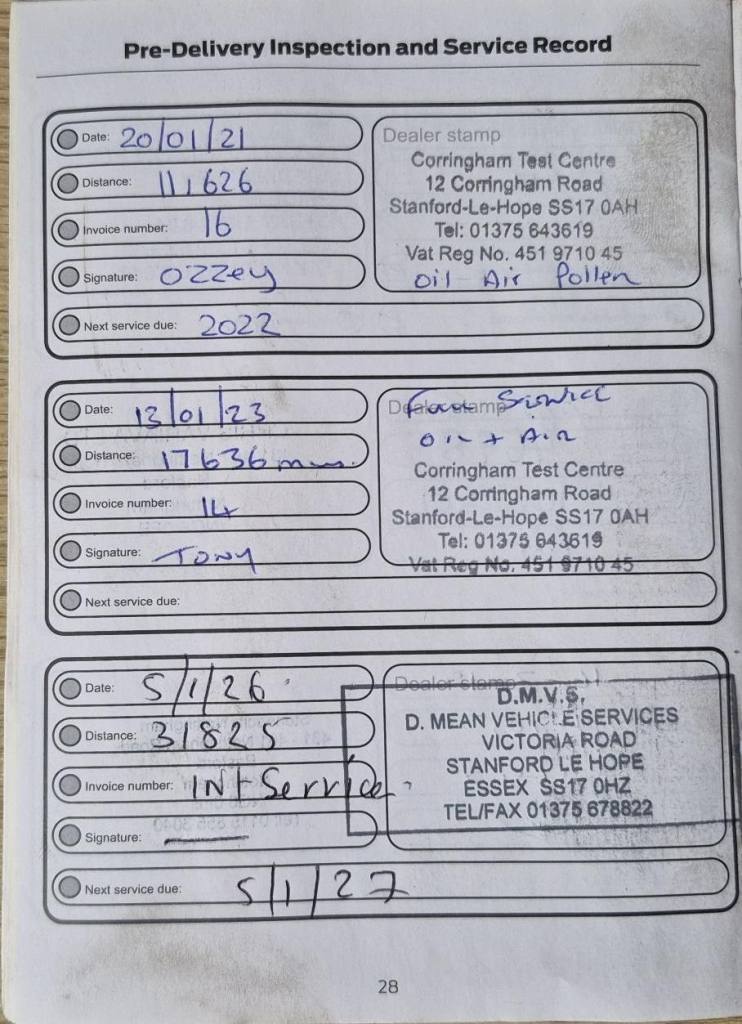 Pre-Delivery Inspection and Service Record
Date: 20/01/21
Distance: 11,626
Invoice number: 16
Signature: Ozzey
Next service due: 2022
Dealer stamp
Corringham Test Centre
12 Corringham Road
Stanford-Le-Hope SS17 0AH
Tel: 01375 643619
Vat Reg No. 451 9710 45
Oil Air Pollen
Date: 13/01/23
Distance: 17636
Invoice number: 14
Signature: Tony
Next service due:
Dealer stamp
Service
Oil + Air
Corringham Test Centre
12 Corringham Road
Stanford-Le-Hope SS17 0AH
Tel: 01375 643619
Vat Reg No. 451 9710 45
Date: 5/1/26
Distance: 31825
Invoice number: INT Service
Signature:
Next service due: 5/1/27
Dealer stamp
D.M.V.S.
D. MEAN VEHICLE SERVICES
VICTORIA ROAD
STANFORD LE HOPE
ESSEX SS17 0HZ
TEL/FAX 01375 678822
28